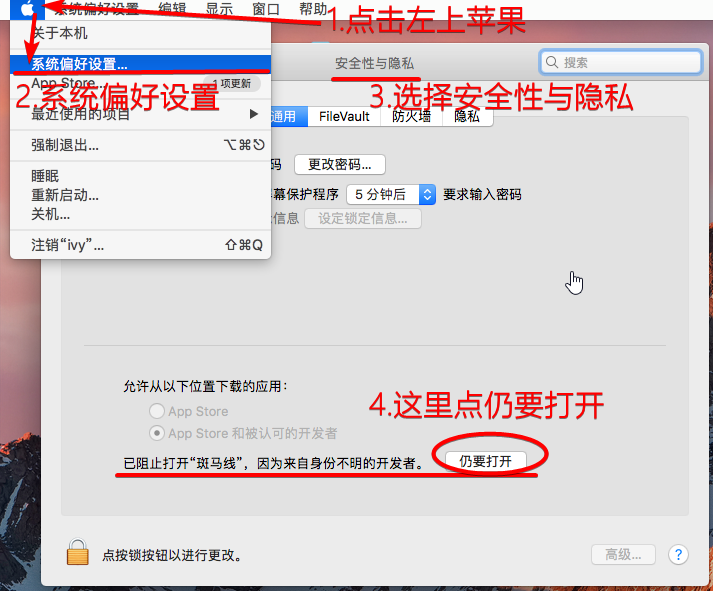 系统偏好设置 编辑 显示 窗口 帮助
1.点击左上苹果
关于本机
系统偏好设置...
安全性与隐私
搜索
App Store...
1 项更新
2.系统偏好设置
3.选择安全性与隐私
最近使用的项目 ▶
通用 FileVault 防火墙 隐私
强制退出... ⌥⌘⎋
码 更改密码...
睡眠
重新启动...
幕保护程序 5 分钟后 要求输入密码
关机...
信息 设定锁定信息...
注销“ivy”... ⇧⌘Q
允许从以下位置下载的应用：
4.这里点仍要打开
App Store
App Store 和被认可的开发者
已阻止打开“斑马线”，因为来自身份不明的开发者。 仍要打开
点按锁按钮以进行更改。 高级... ?